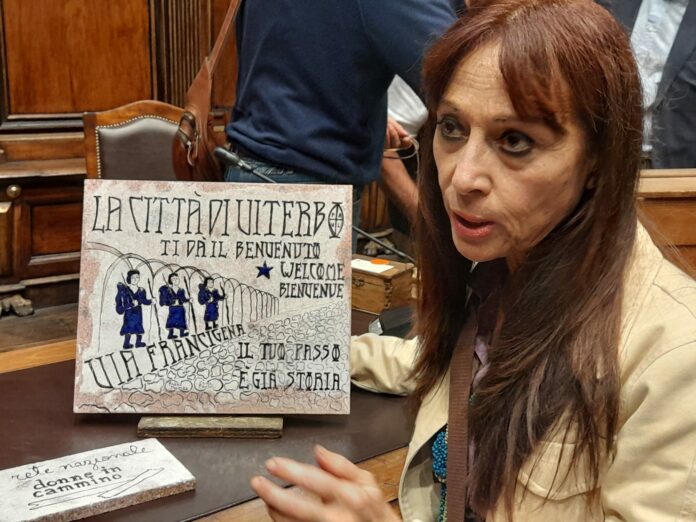 LA CITTÀ DI VITERBO
TI DÀ IL BENVENUTO
WELCOME
BIENVENUE
VIA FRANCIGENA
IL TUO PASSO
È GIÀ STORIA
rete nazionale
donne in
cammino